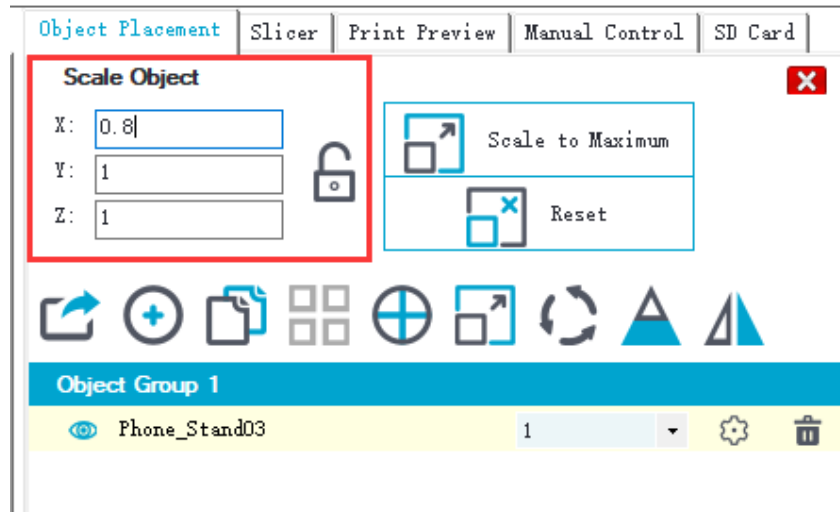 Object Placement Slicer Print Preview Manual Control SD Card
Scale Object
X: 0.8
Y: 1
Z: 1
Scale to Maximum
Reset
Object Group 1
Phone_Stand03 1